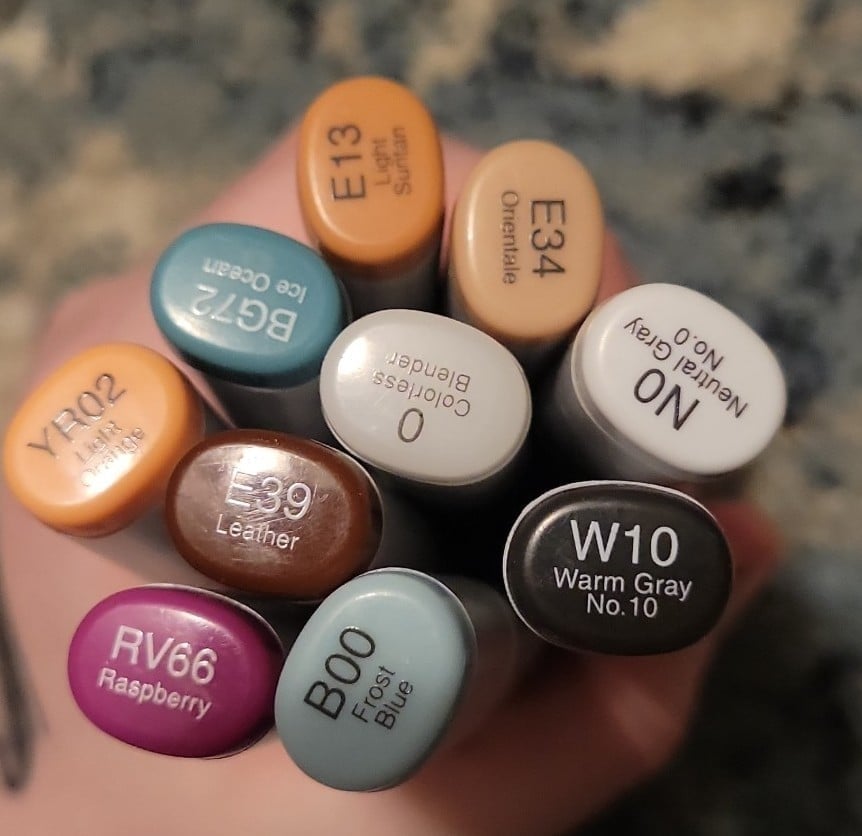 E13
Light
Suntan
E34
Orientale
BG72
Ice Ocean
N0
Neutral Gray
No.0
0
Colorless
Blender
YR02
Light
Orange
E39
Leather
W10
Warm Gray
No.10
RV66
Raspberry
B00
Frost
Blue